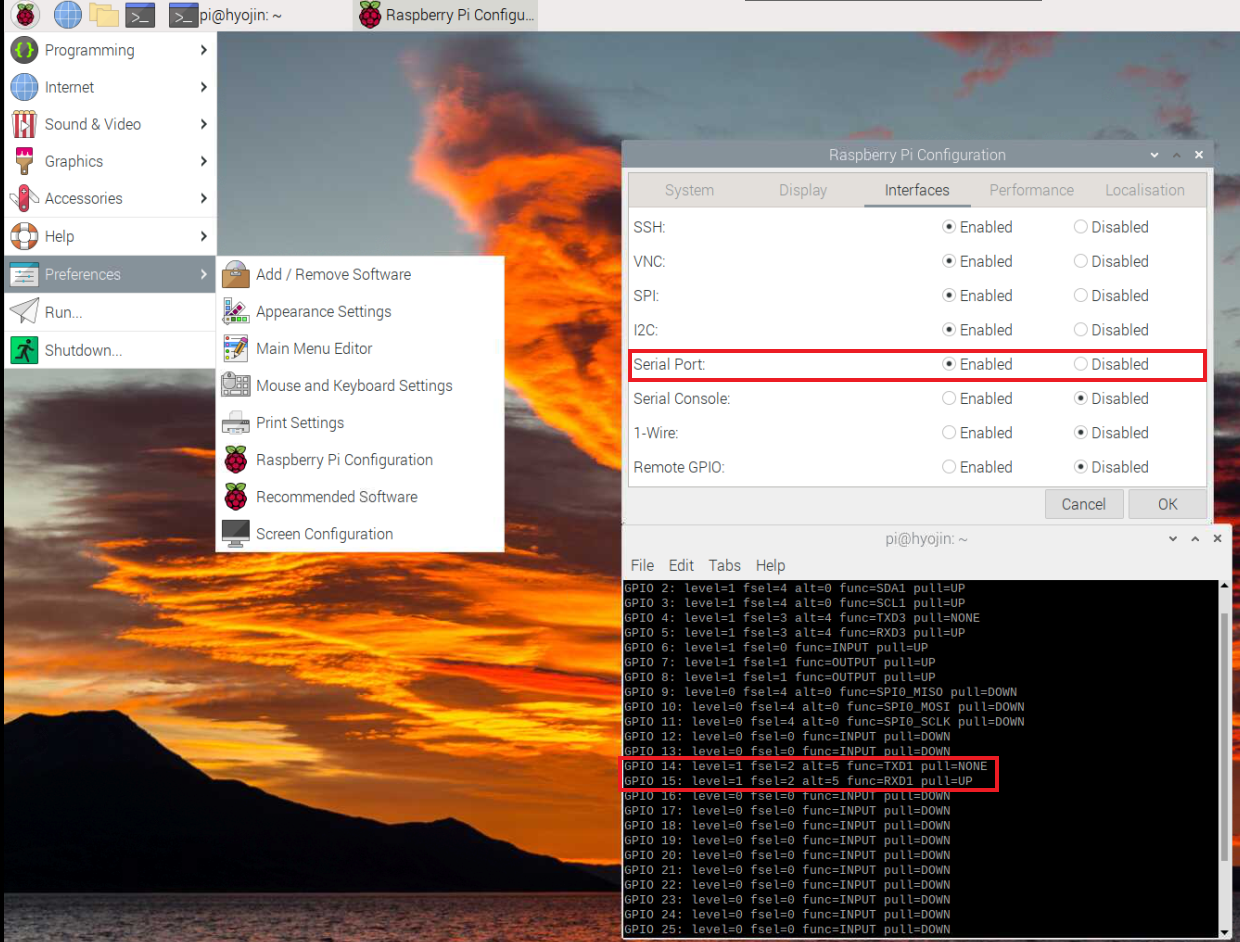 pi@hyojin: ~
Raspberry Pi Configu...
Programming
Internet
Sound & Video
Graphics
Accessories
Help
Preferences
Run...
Shutdown...
Add / Remove Software
Appearance Settings
Main Menu Editor
Mouse and Keyboard Settings
Print Settings
Raspberry Pi Configuration
Recommended Software
Screen Configuration
Raspberry Pi Configuration
System Display Interfaces Performance Localisation
SSH: Enabled Disabled
VNC: Enabled Disabled
SPI: Enabled Disabled
I2C: Enabled Disabled
Serial Port: Enabled Disabled
Serial Console: Enabled Disabled
1-Wire: Enabled Disabled
Remote GPIO: Enabled Disabled
Cancel OK
pi@hyojin: ~
File Edit Tabs Help
GPIO 2: level=1 fsel=4 alt=0 func=SDA1 pull=UP
GPIO 3: level=1 fsel=4 alt=0 func=SCL1 pull=UP
GPIO 4: level=1 fsel=3 alt=4 func=TXD3 pull=NONE
GPIO 5: level=1 fsel=3 alt=4 func=RXD3 pull=UP
GPIO 6: level=1 fsel=0 func=INPUT pull=UP
GPIO 7: level=1 fsel=1 func=OUTPUT pull=UP
GPIO 8: level=1 fsel=1 func=OUTPUT pull=UP
GPIO 9: level=0 fsel=4 alt=0 func=SPI0_MISO pull=DOWN
GPIO 10: level=0 fsel=4 alt=0 func=SPI0_MOSI pull=DOWN
GPIO 11: level=0 fsel=4 alt=0 func=SPI0_SCLK pull=DOWN
GPIO 12: level=0 fsel=0 func=INPUT pull=DOWN
GPIO 13: level=0 fsel=0 func=INPUT pull=DOWN
GPIO 14: level=1 fsel=2 alt=5 func=TXD1 pull=NONE
GPIO 15: level=1 fsel=2 alt=5 func=RXD1 pull=UP
GPIO 16: level=0 fsel=0 func=INPUT pull=DOWN
GPIO 17: level=0 fsel=0 func=INPUT pull=DOWN
GPIO 18: level=0 fsel=0 func=INPUT pull=DOWN
GPIO 19: level=0 fsel=0 func=INPUT pull=DOWN
GPIO 20: level=0 fsel=0 func=INPUT pull=DOWN
GPIO 21: level=0 fsel=0 func=INPUT pull=DOWN
GPIO 22: level=0 fsel=0 func=INPUT pull=DOWN
GPIO 23: level=0 fsel=0 func=INPUT pull=DOWN
GPIO 24: level=0 fsel=0 func=INPUT pull=DOWN
GPIO 25: level=0 fsel=0 func=INPUT pull=DOWN